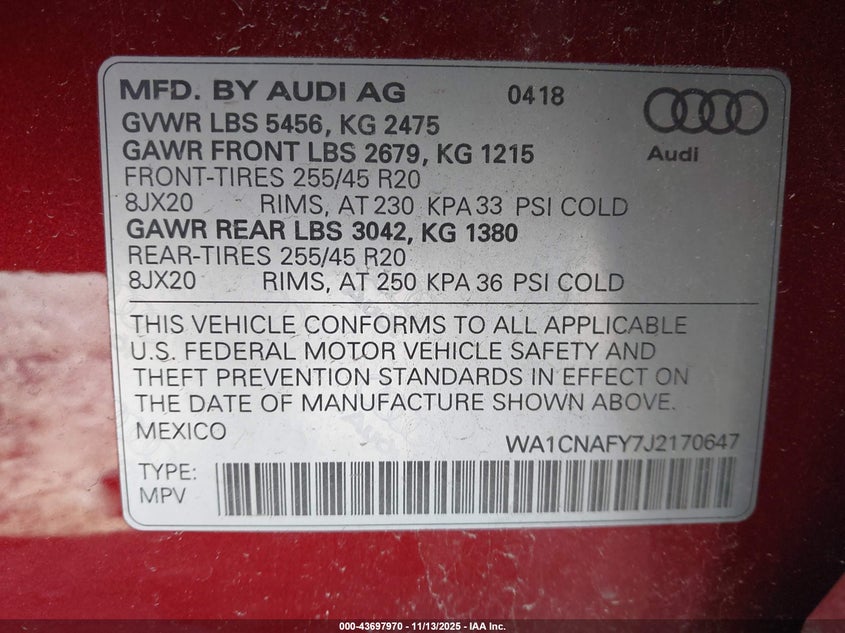 MFD. BY AUDI AG 0418
GVWR LBS 5456, KG 2475
GAWR FRONT LBS 2679, KG 1215
Audi
FRONT-TIRES 255/45 R20
8JX20 RIMS, AT 230 KPA 33 PSI COLD
GAWR REAR LBS 3042, KG 1380
REAR-TIRES 255/45 R20
8JX20 RIMS, AT 250 KPA 36 PSI COLD
THIS VEHICLE CONFORMS TO ALL APPLICABLE
U.S. FEDERAL MOTOR VEHICLE SAFETY AND
THEFT PREVENTION STANDARDS IN EFFECT ON
THE DATE OF MANUFACTURE SHOWN ABOVE.
MEXICO
WA1CNAFY7J2170647
TYPE:
MPV
000-43697970 - 11/13/2025 - IAA Inc.